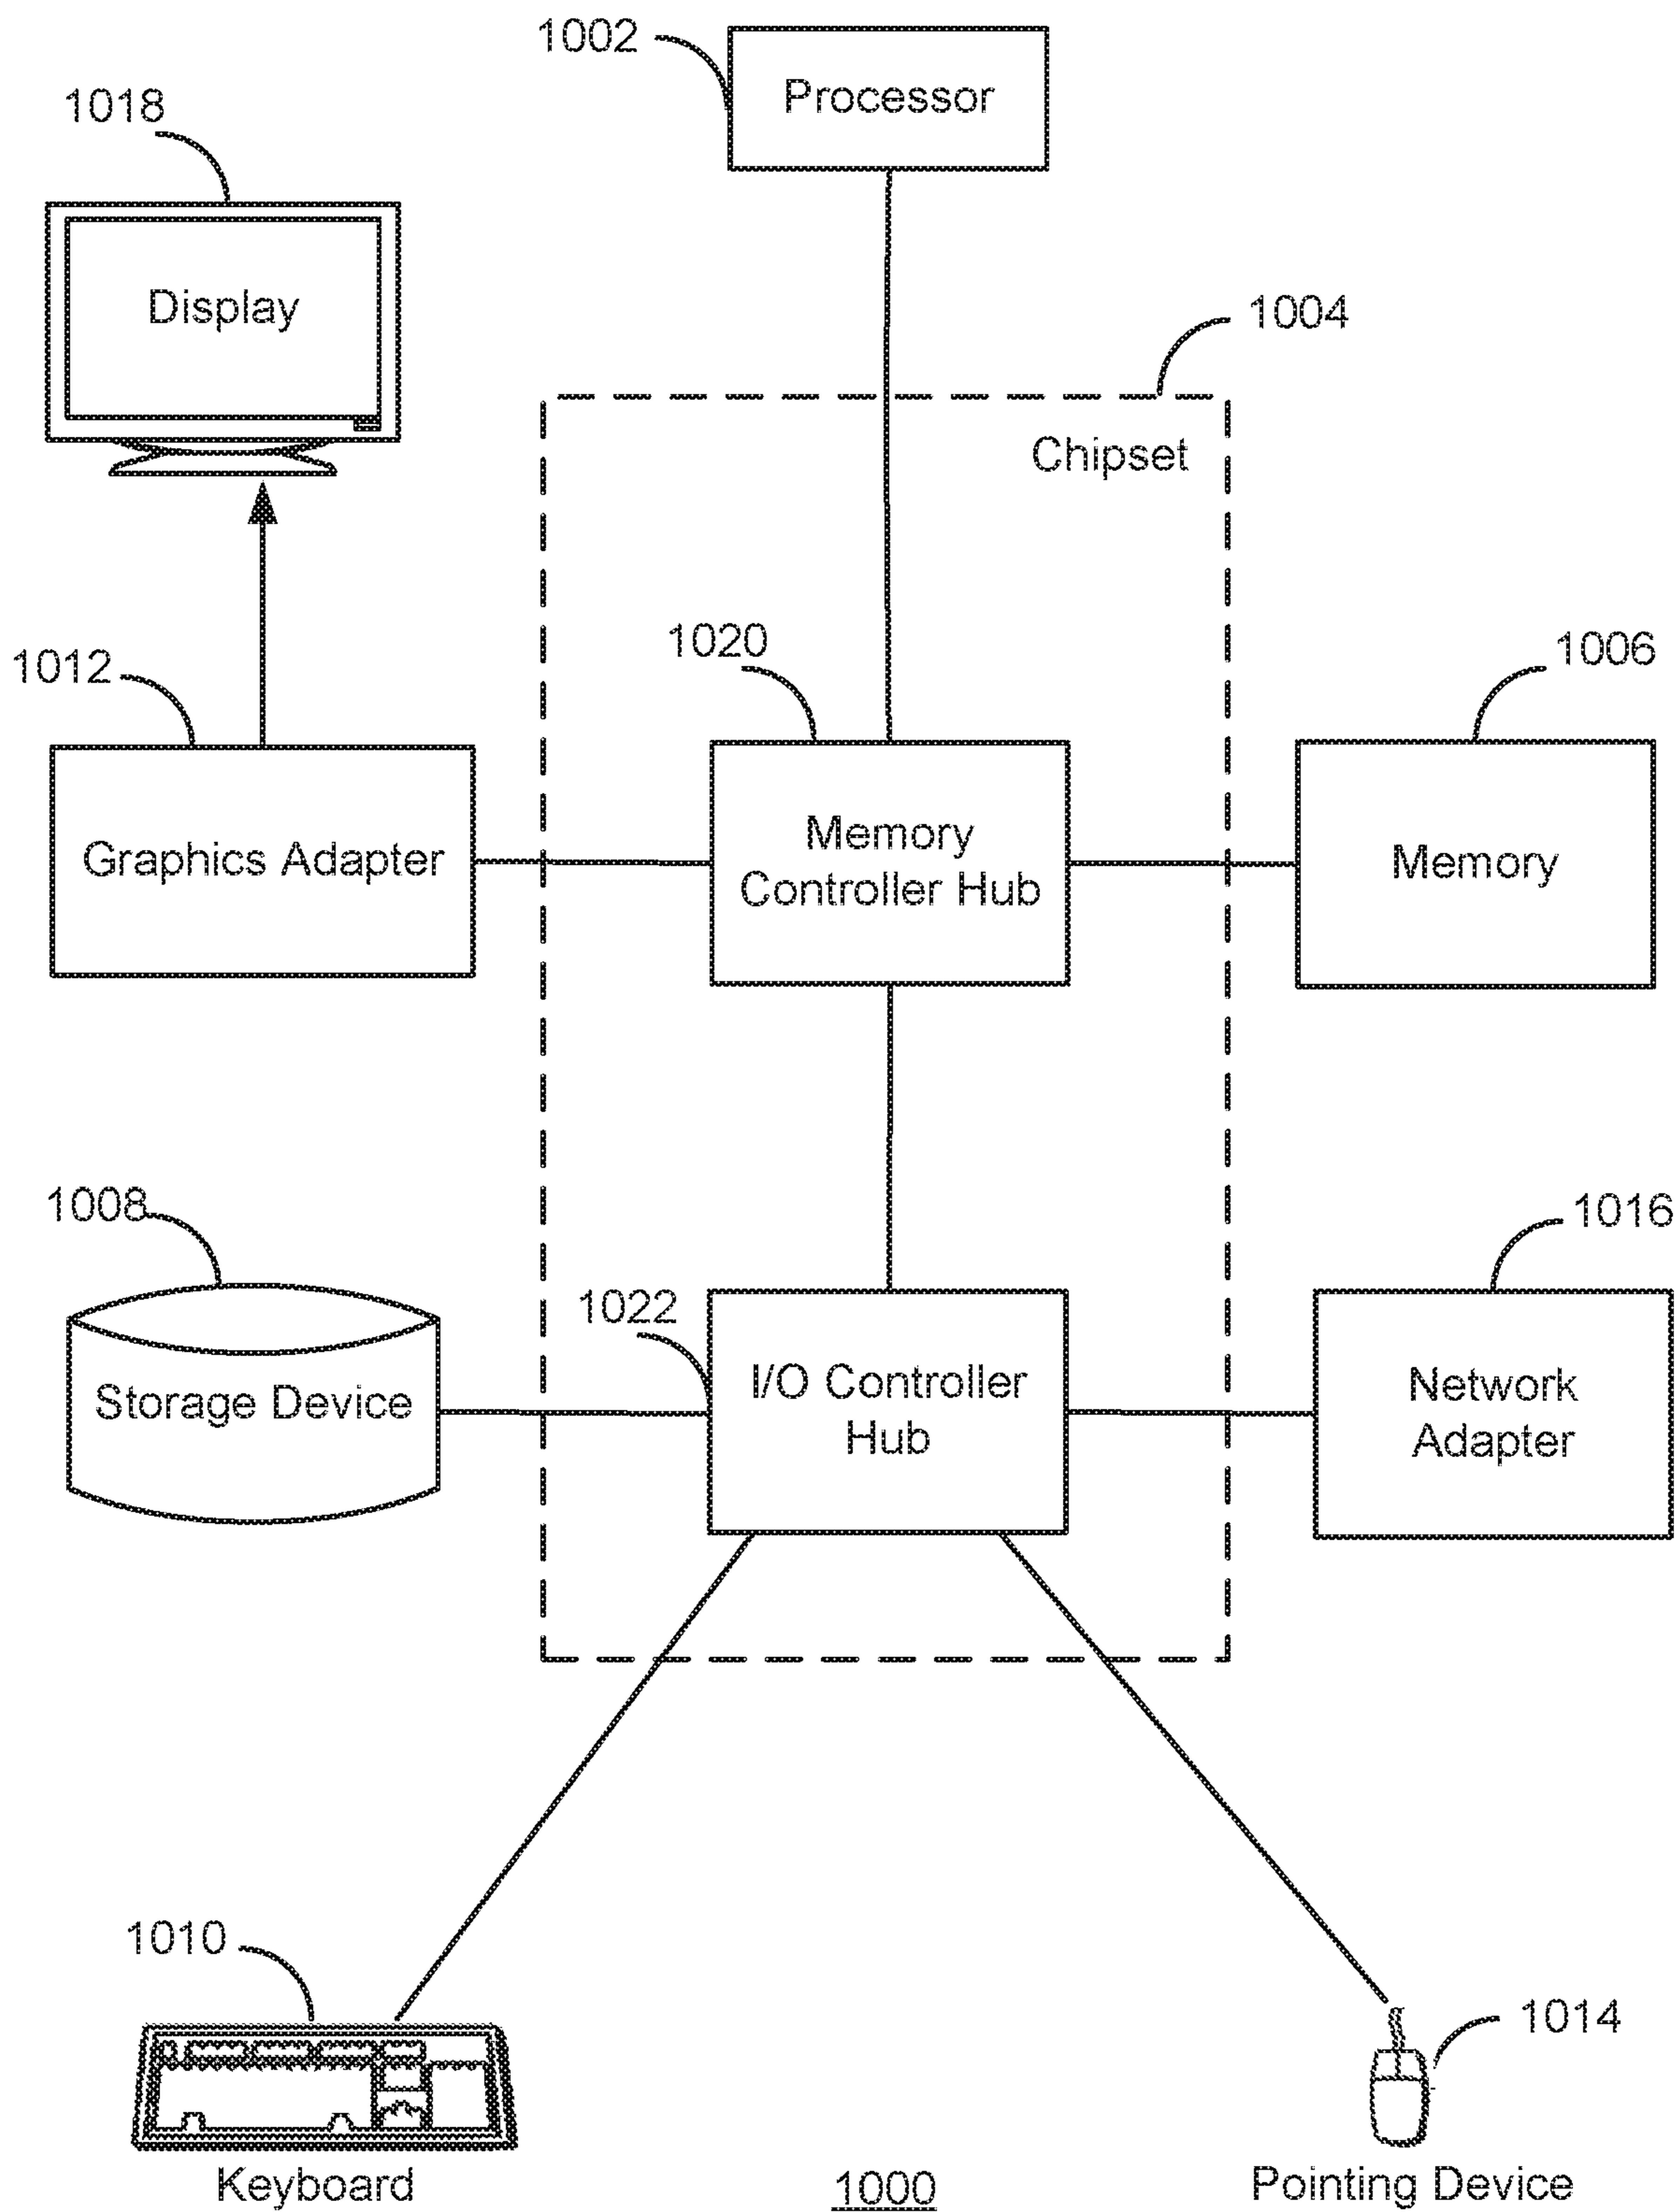 1002
Processor
1018
Display
1004
Chipset
1012
1020
1006
Graphics Adapter
Memory
Controller Hub
Memory
1008
1022
1016
Storage Device
I/O Controller
Hub
Network
Adapter
1010
1014
Keyboard
1000
Pointing Device